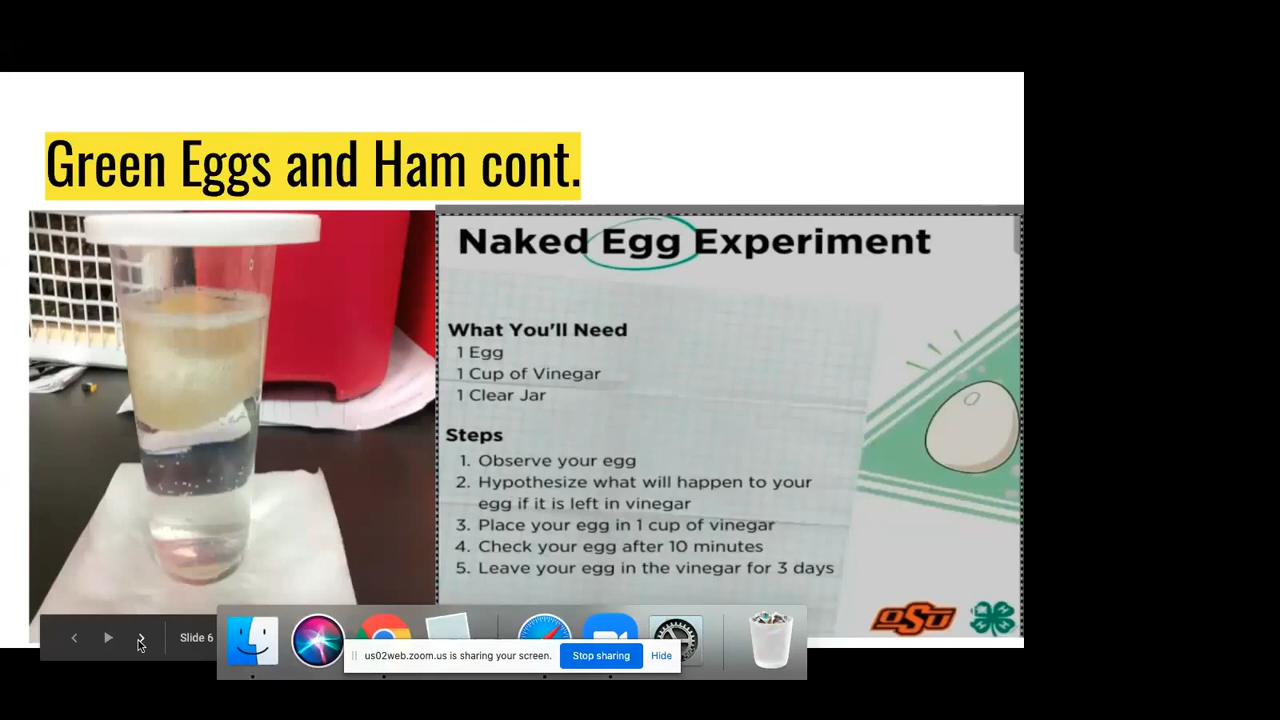 Green Eggs and Ham cont.
Naked Egg Experiment
What You'll Need
1 Egg
1 Cup of Vinegar
1 Clear Jar
Steps
1. Observe your egg
2. Hypothesize what will happen to your
egg if it is left in vinegar
3. Place your egg in 1 cup of vinegar
4. Check your egg after 10 minutes
5. Leave your egg in the vinegar for 3 days
OSU
H H H H
Slide 6
us02web.zoom.us is sharing your screen.
Stop sharing
Hide